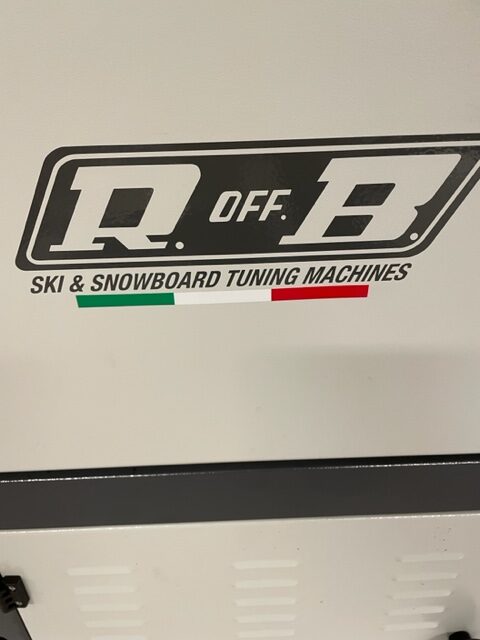 R. OFF. B.
SKI & SNOWBOARD TUNING MACHINES